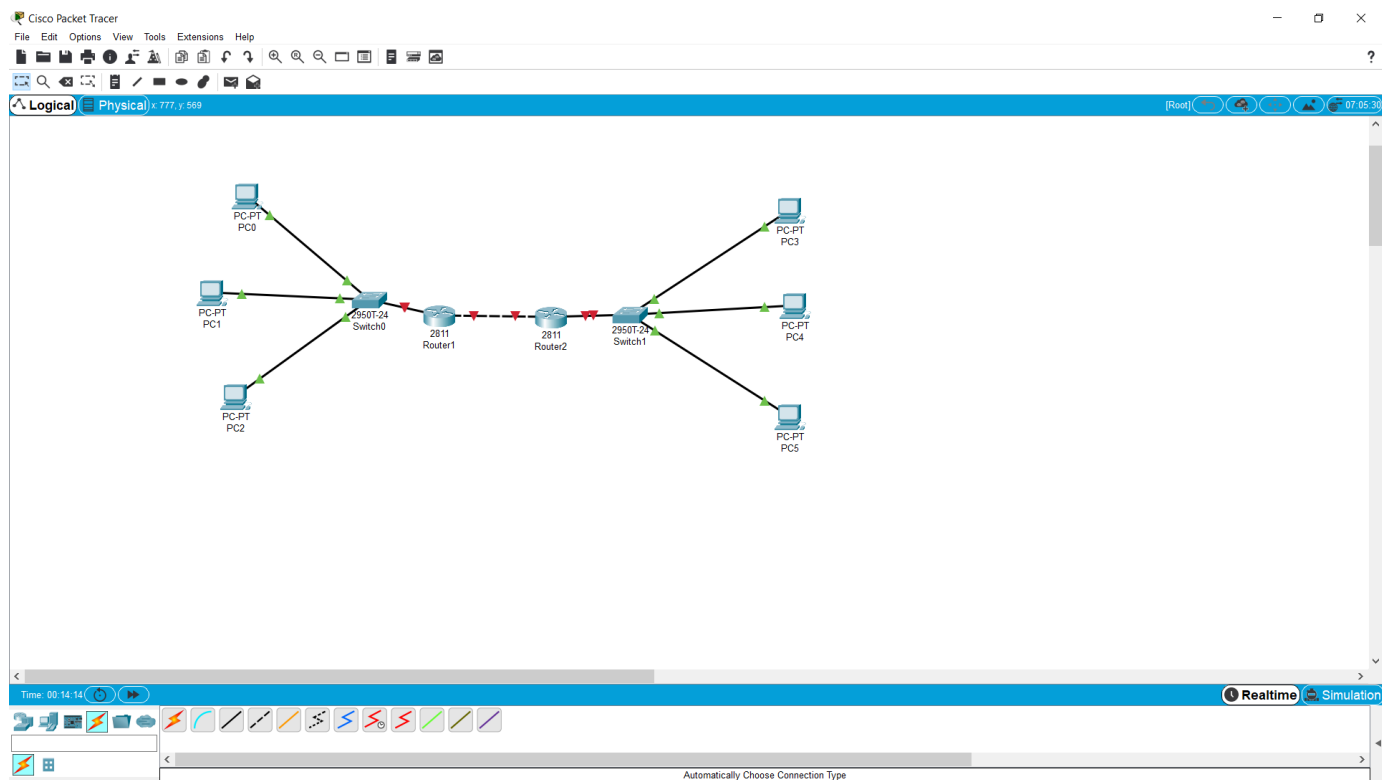 Cisco Packet Tracer
File Edit Options View Tools Extensions Help
?
Logical Physical x: 777, y: 569 [Root] 07:05:30
PC-PT
PC0
PC-PT
PC3
PC-PT
PC1
2950T-24
Switch0
2811
Router1
2811
Router2
2950T-24
Switch1
PC-PT
PC4
PC-PT
PC2
PC-PT
PC5
Time: 00:14:14 Realtime Simulation
Automatically Choose Connection Type